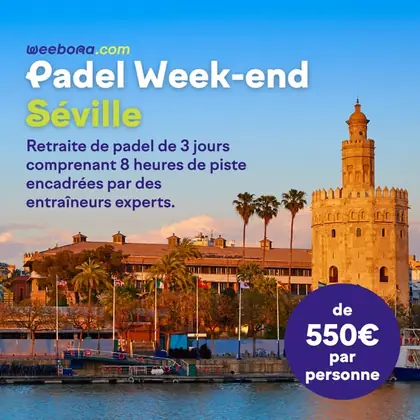 weebora.com
Padel Week-end
Séville
Retraite de padel de 3 jours
comprenant 8 heures de piste
encadrées par des
entraîneurs experts.
de
550€
par
personne